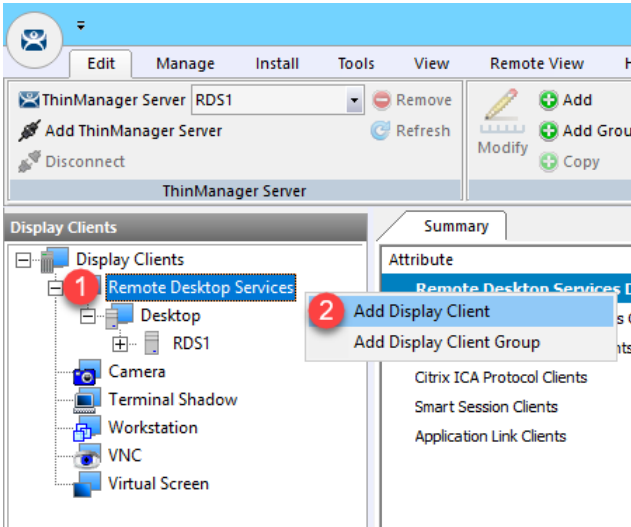 Edit Manage Install Tools View Remote View
ThinManager Server RDS1 Remove Add
Add ThinManager Server Refresh Modify Add Grou
Disconnect Copy
ThinManager Server
Display Clients Summary
Display Clients Attribute
1 Remote Desktop Services Remote Desktop Services D
2 Add Display Client
Desktop
Add Display Client Group
RDS1
Camera Citrix ICA Protocol Clients
Terminal Shadow Smart Session Clients
Workstation Application Link Clients
VNC
Virtual Screen